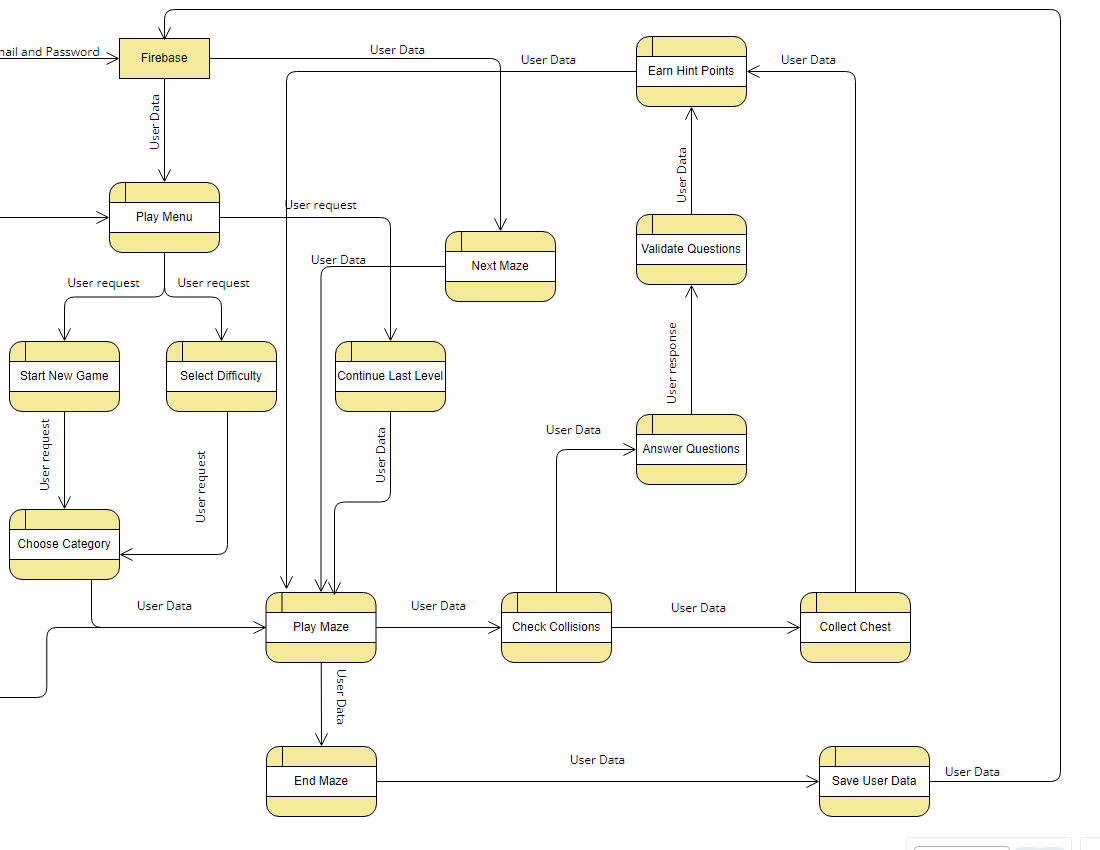 User Data
User Data
User Data
nail and Password
Firebase
Earn Hint Points
User Data
User Data
Play Menu
User request
Validate Questions
User Data
Next Maze
User request
User request
User response
Start New Game
Select Difficulty
Continue Last Level
User request
User request
User Data
User Data
Answer Questions
Choose Category
User Data
User Data
User Data
Play Maze
Check Collisions
Collect Chest
User Data
End Maze
User Data
Save User Data
User Data